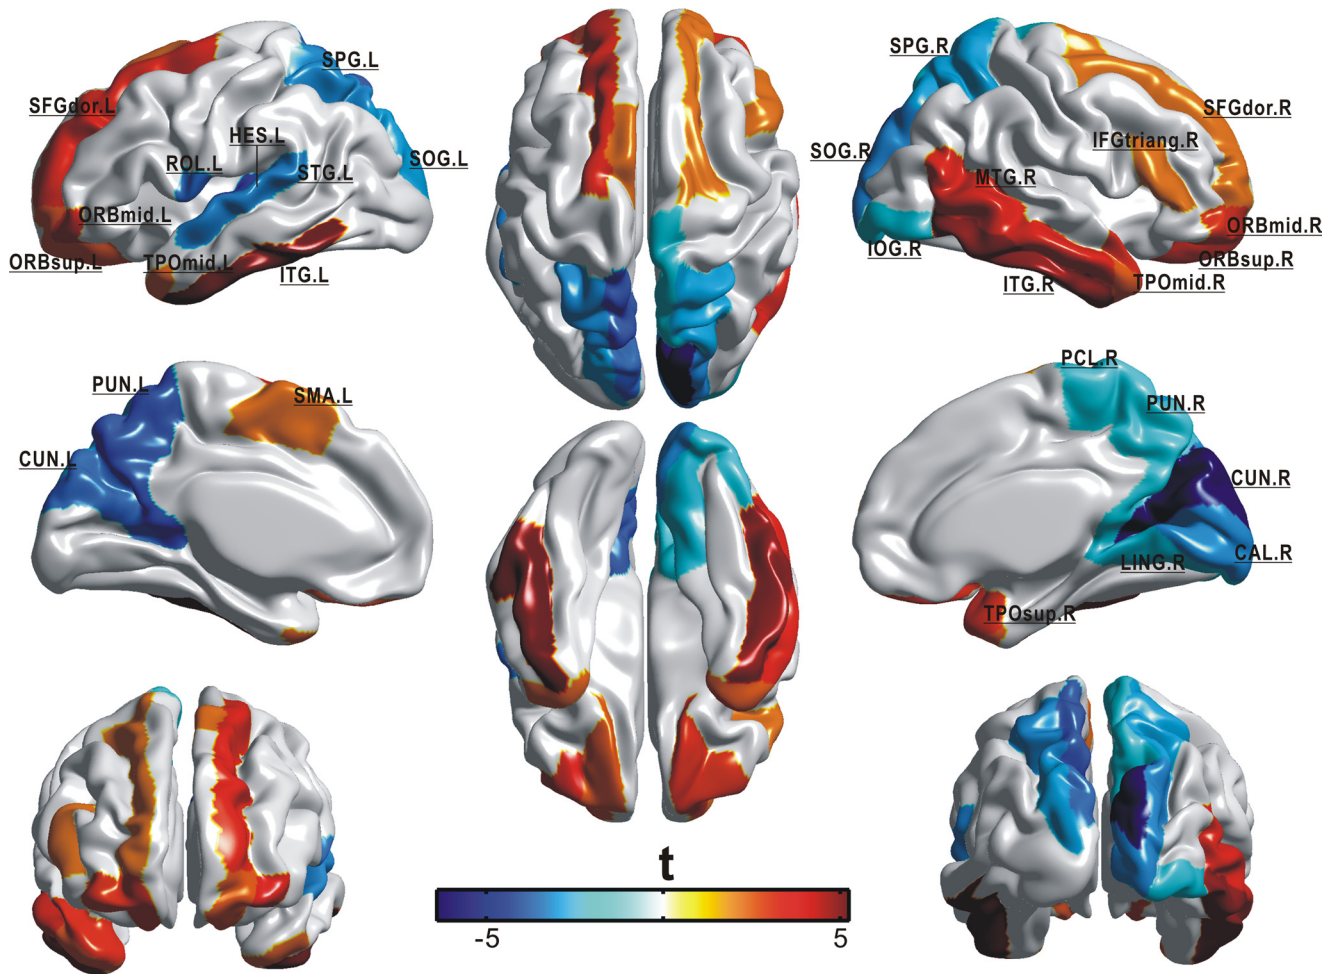 SPG.L
SFGdor.L
HES.L
ROL.L
STG.L
SOG.L
ORBmid.L
ORBsup.L
TPOmid.L
ITG.L
SPG.R
SFGdor.R
IFGtriang.R
SOG.R
MTG.R
ORBmid.R
IOG.R
ORBsup.R
ITG.R
TPOmid.R
PUN.L
SMA.L
CUN.L
PCL.R
PUN.R
CUN.R
CAL.R
LING.R
TPOsup.R
t
-5
0
5